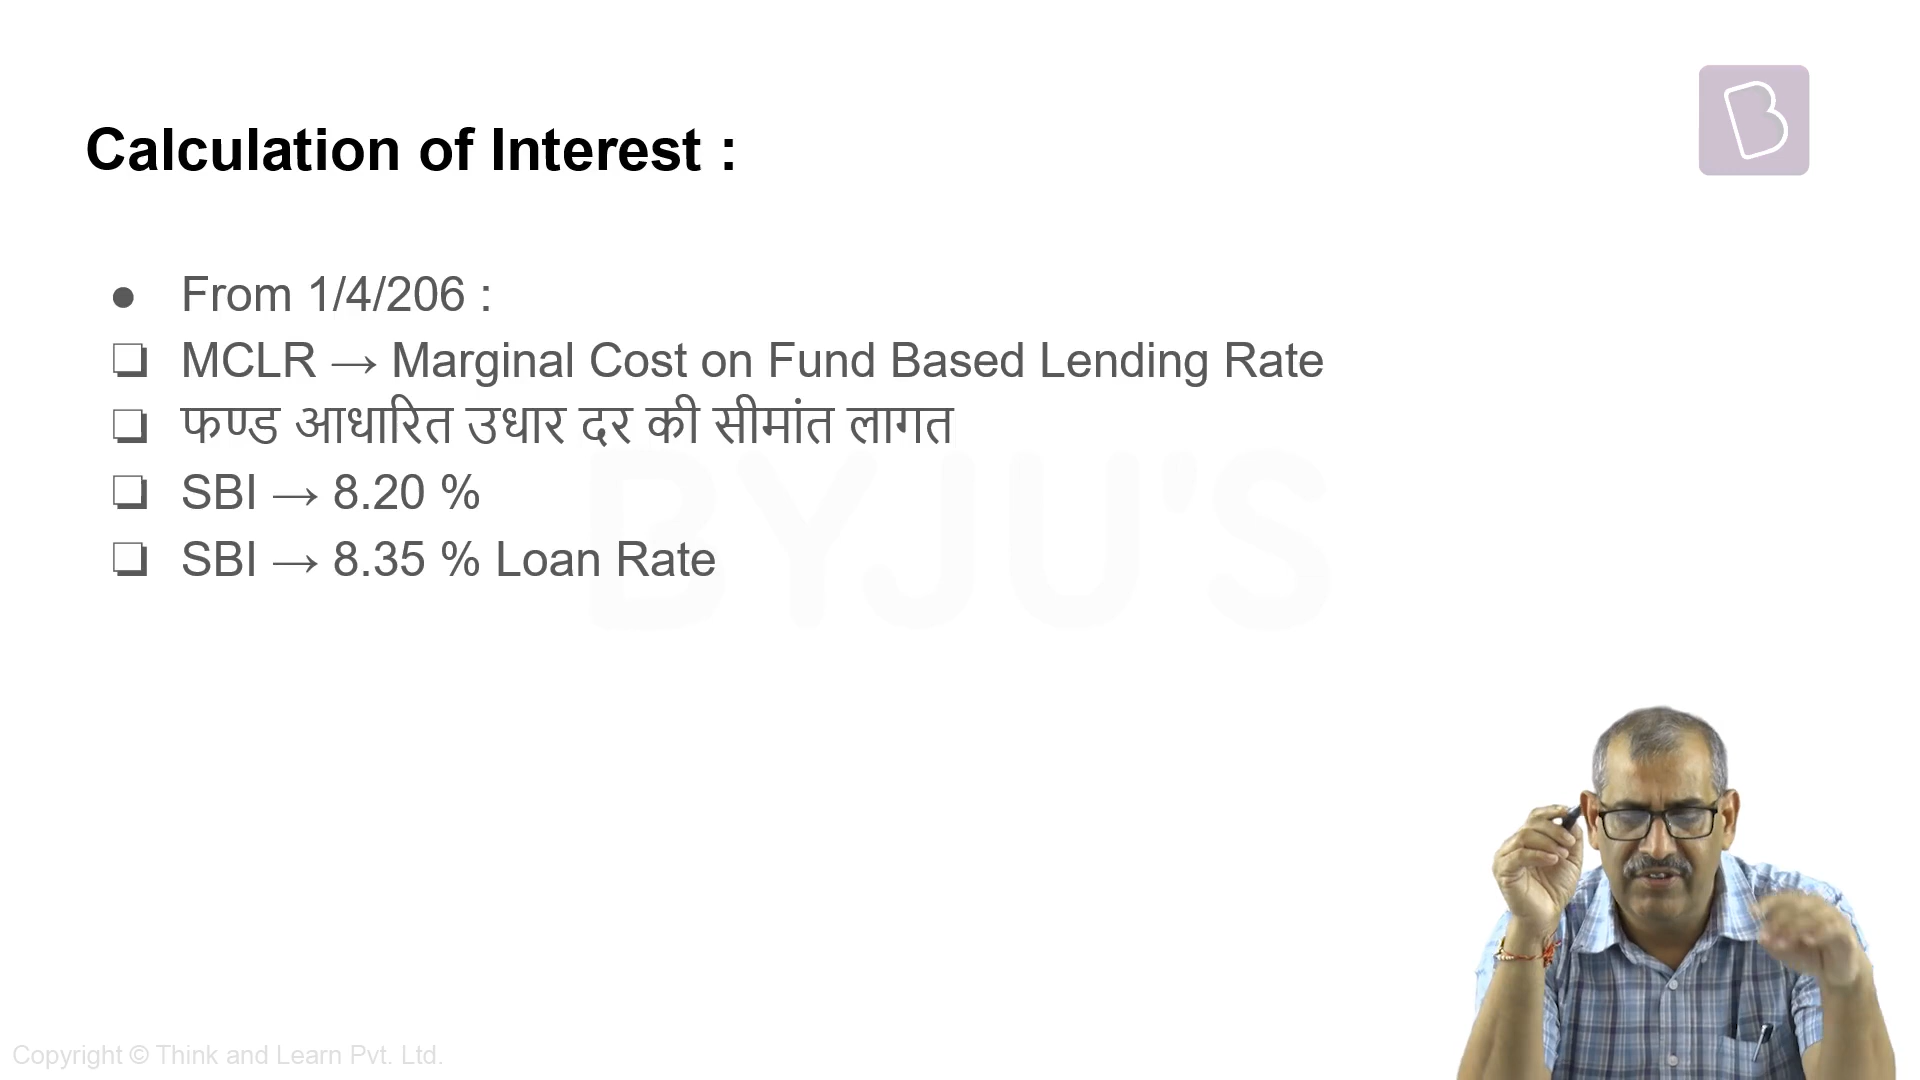 Calculation of Interest :
● From 1/4/206 :
❏ MCLR → Marginal Cost on Fund Based Lending Rate
❏ फण्ड आधारित उधार दर की सीमांत लागत
❏ SBI → 8.20 %
❏ SBI → 8.35 % Loan Rate
BYJU'S
Copyright © Think and Learn Pvt. Ltd.